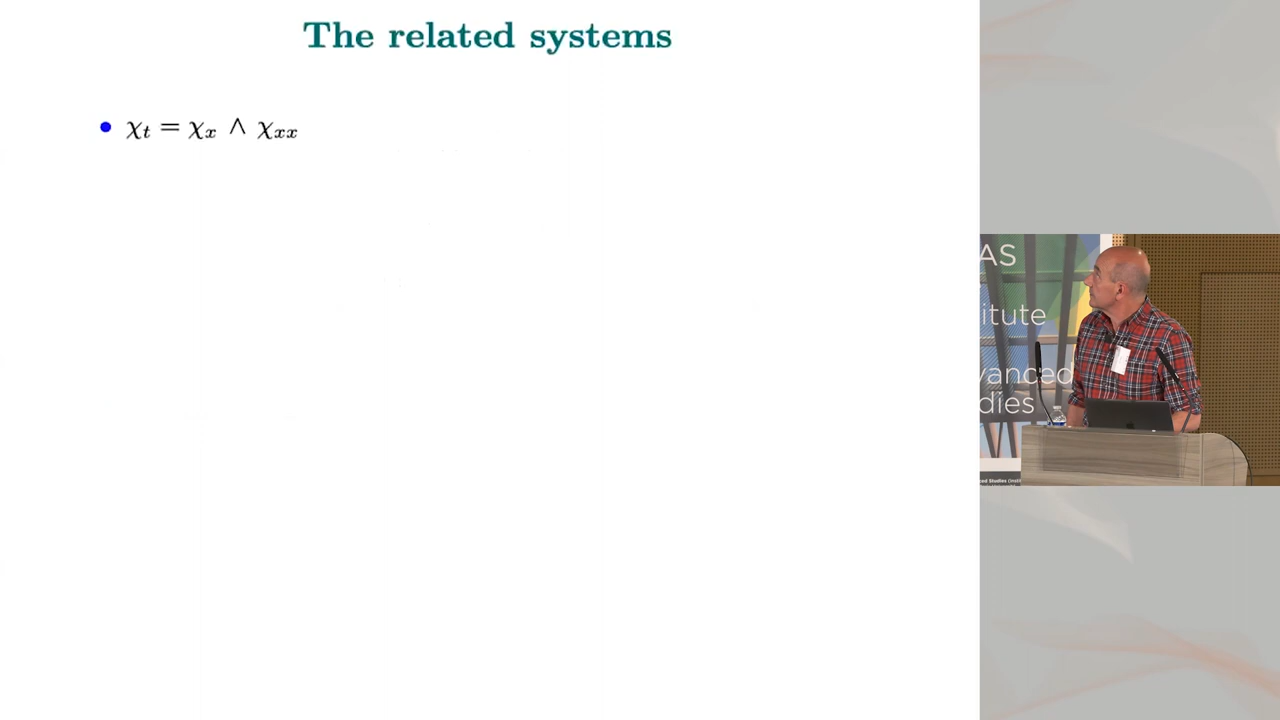 The related systems
• χₜ = χₓ ∧ χₓₓ
AS
itute
vanced
dies